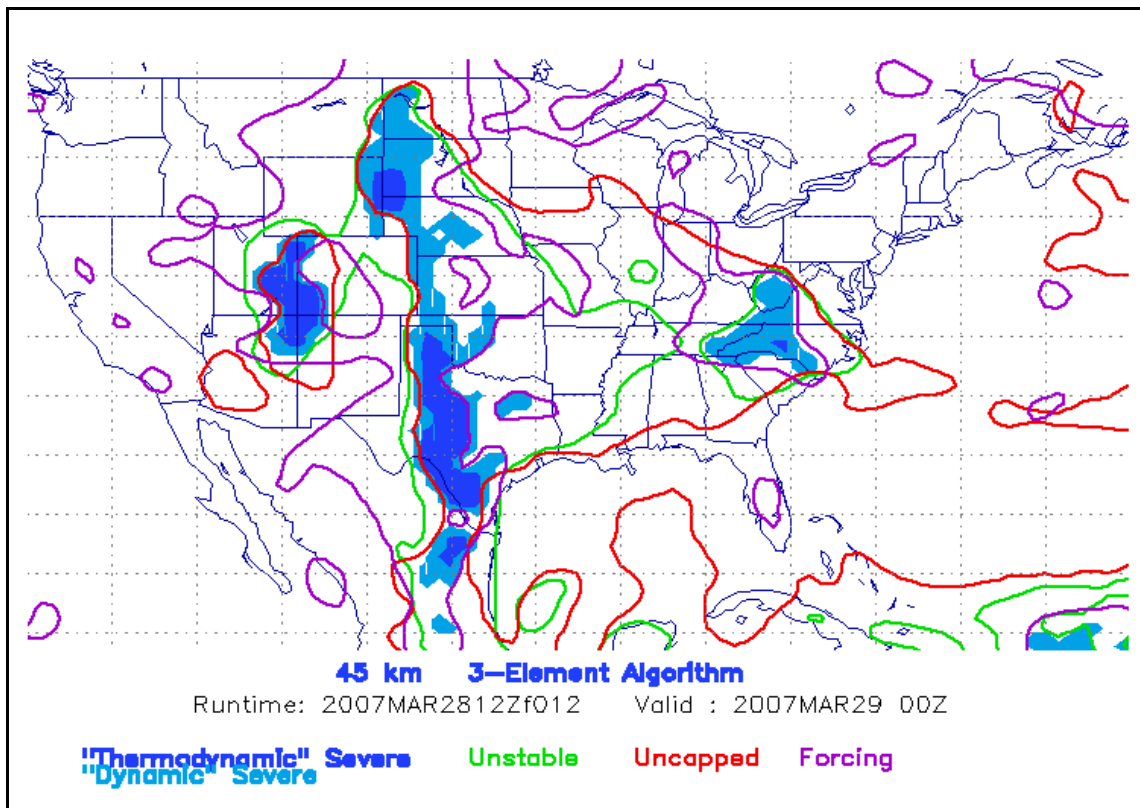 45 km 3-Element Algorithm
Runtime: 2007MAR2812Zf012 Valid : 2007MAR29 00Z
"Thermodynamic" Severe Unstable Uncapped Forcing
"Dynamic" Severe